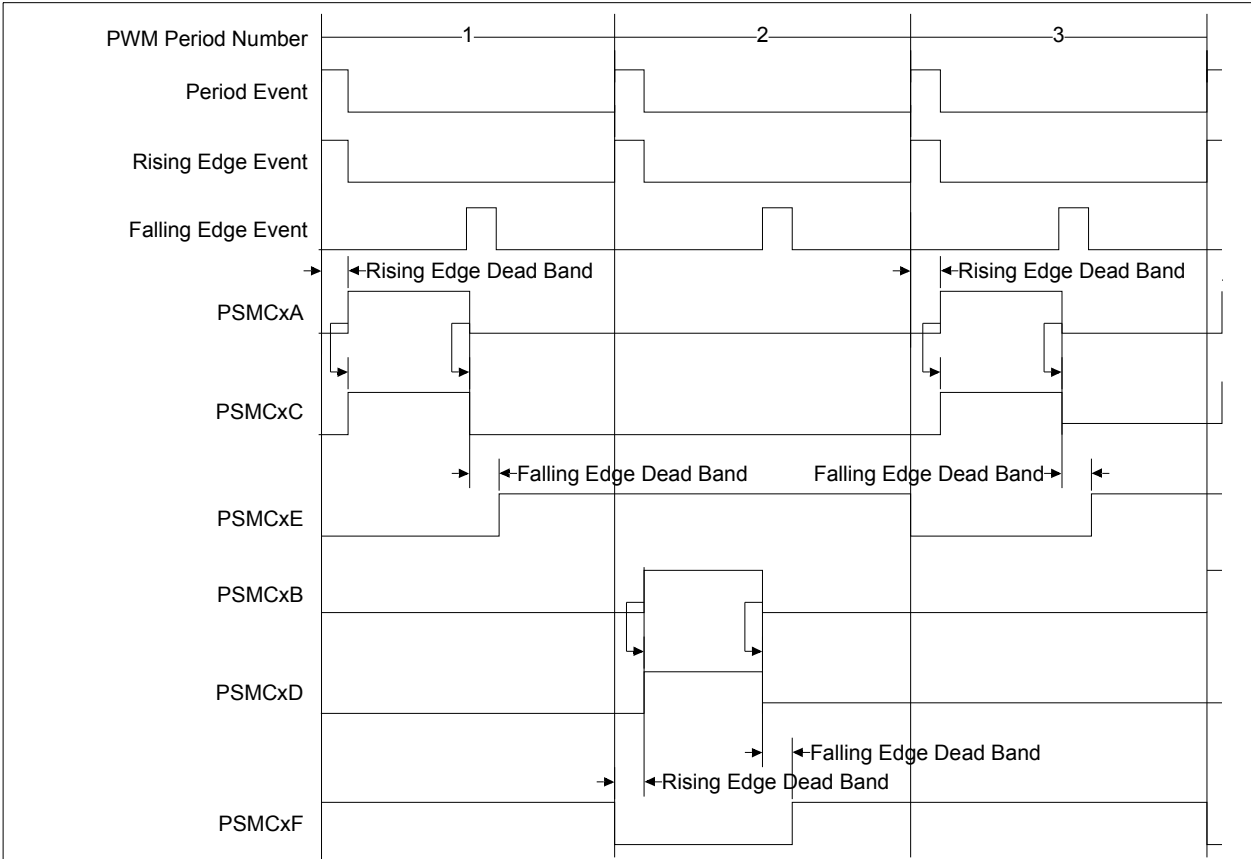 PWM Period Number
1
2
3
Period Event
Rising Edge Event
Falling Edge Event
Rising Edge Dead Band
Rising Edge Dead Band
PSMCxA
PSMCxC
Falling Edge Dead Band
Falling Edge Dead Band
PSMCxE
PSMCxB
PSMCxD
Falling Edge Dead Band
Rising Edge Dead Band
PSMCxF